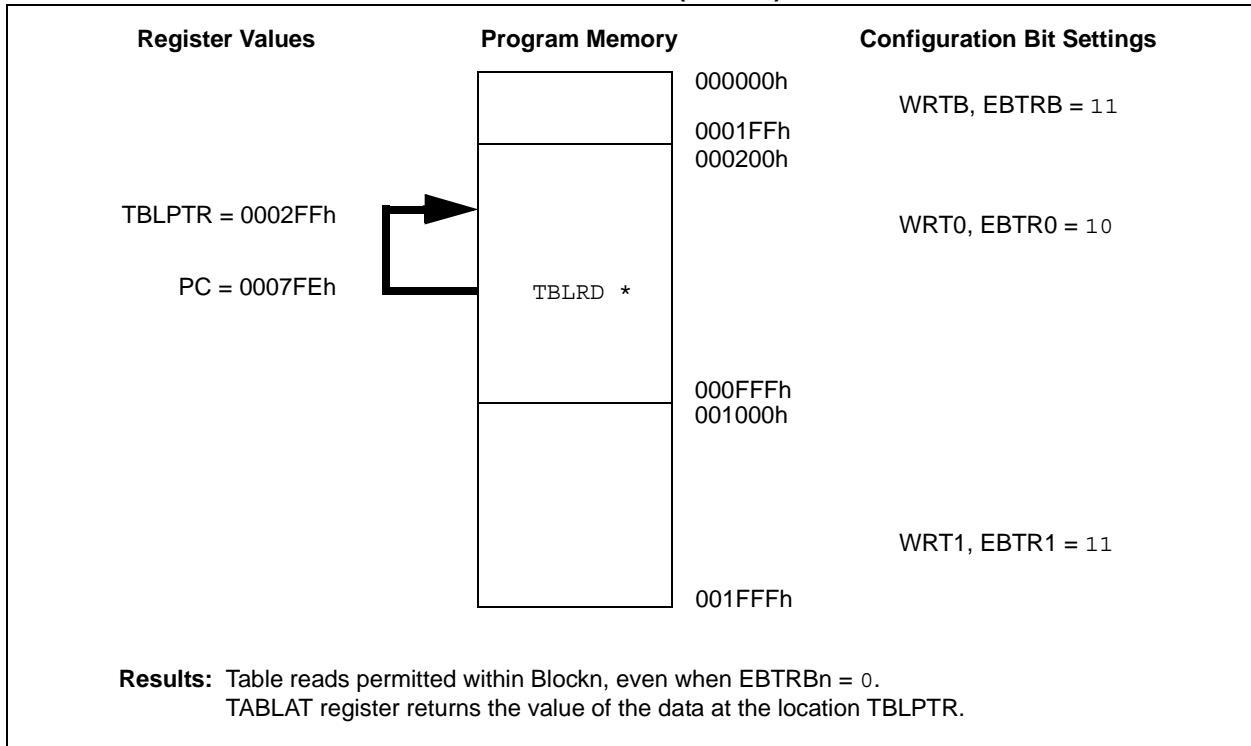 Register Values Program Memory Configuration Bit Settings
000000h
WRTB, EBTRB = 11
0001FFh
000200h
TBLPTR = 0002FFh
WRT0, EBTR0 = 10
PC = 0007FEh
TBLRD *
000FFFh
001000h
WRT1, EBTR1 = 11
001FFFh
Results: Table reads permitted within Blockn, even when EBTRBn = 0.
TABLAT register returns the value of the data at the location TBLPTR.